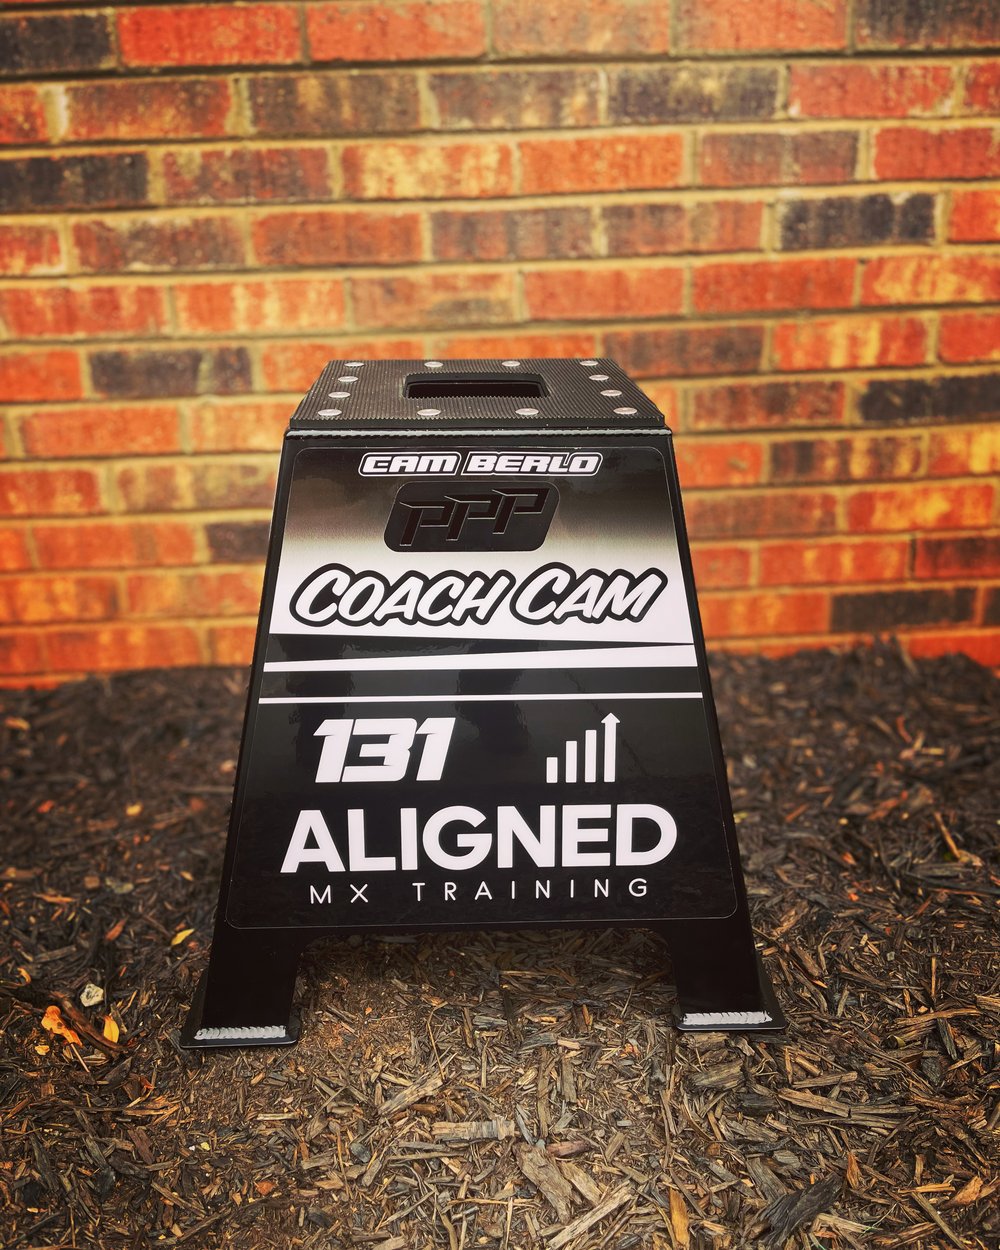 CAM BERLO
PPP
COACH CAM
131
ALIGNED
MX TRAINING